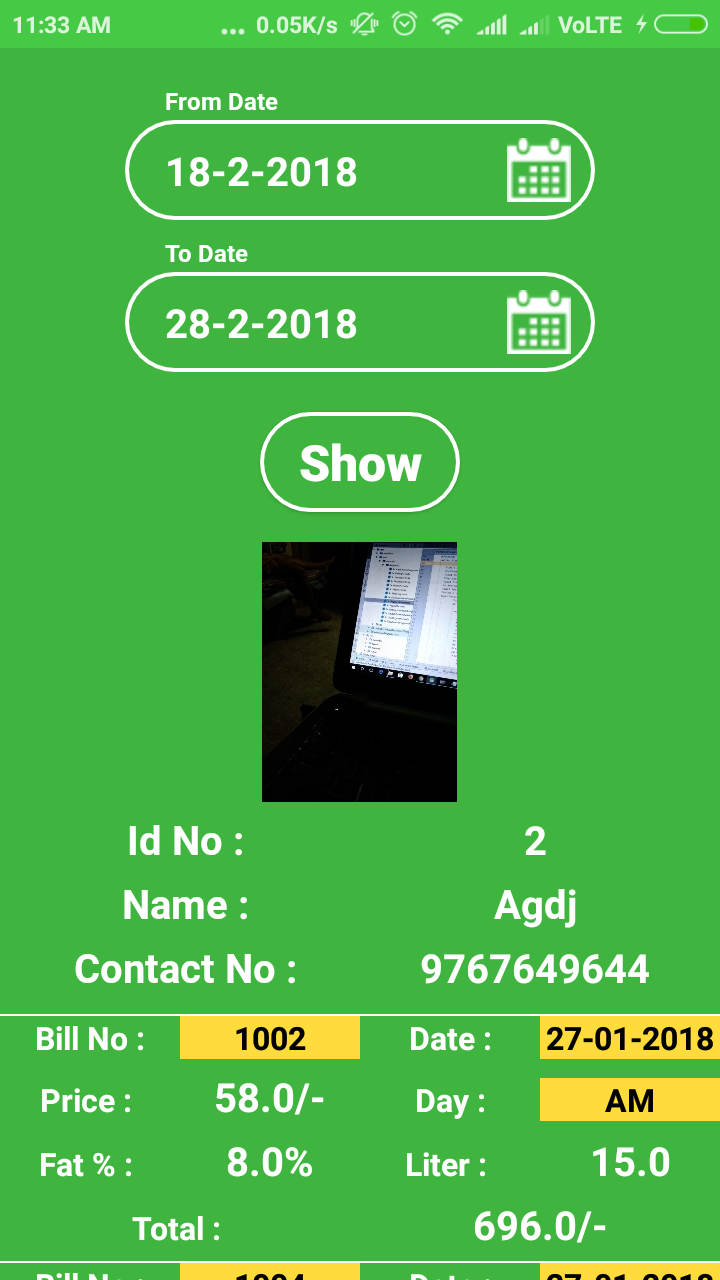 11:33 AM ... 0.05K/s VoLTE
From Date
18-2-2018
To Date
28-2-2018
Show
Id No : 2
Name : Agdj
Contact No : 9767649644
Bill No : 1002 Date : 27-01-2018
Price : 58.0/- Day : AM
Fat % : 8.0% Liter : 15.0
Total : 696.0/-